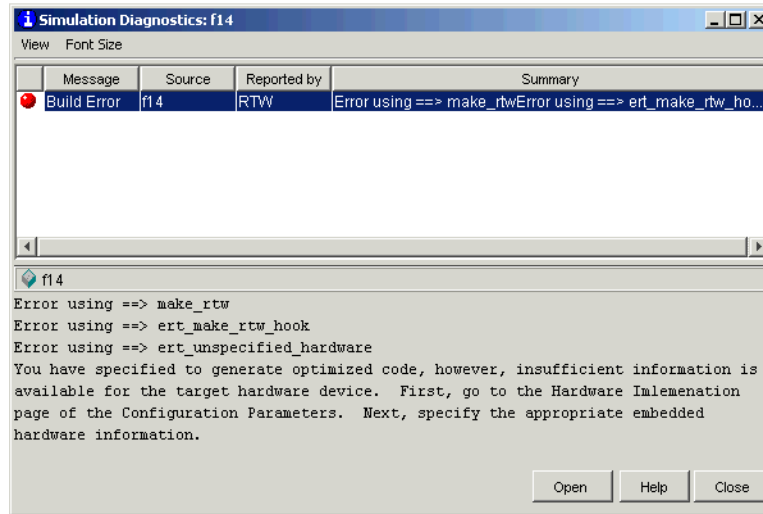 Simulation Diagnostics: f14
View Font Size
Message Source Reported by Summary
Build Error f14 RTW Error using ==> make_rtwError using ==> ert_make_rtw_ho...
f14
Error using ==> make_rtw
Error using ==> ert_make_rtw_hook
Error using ==> ert_unspecified_hardware
You have specified to generate optimized code, however, insufficient information is
available for the target hardware device. First, go to the Hardware Imlemenation
page of the Configuration Parameters. Next, specify the appropriate embedded
hardware information.
Open Help Close